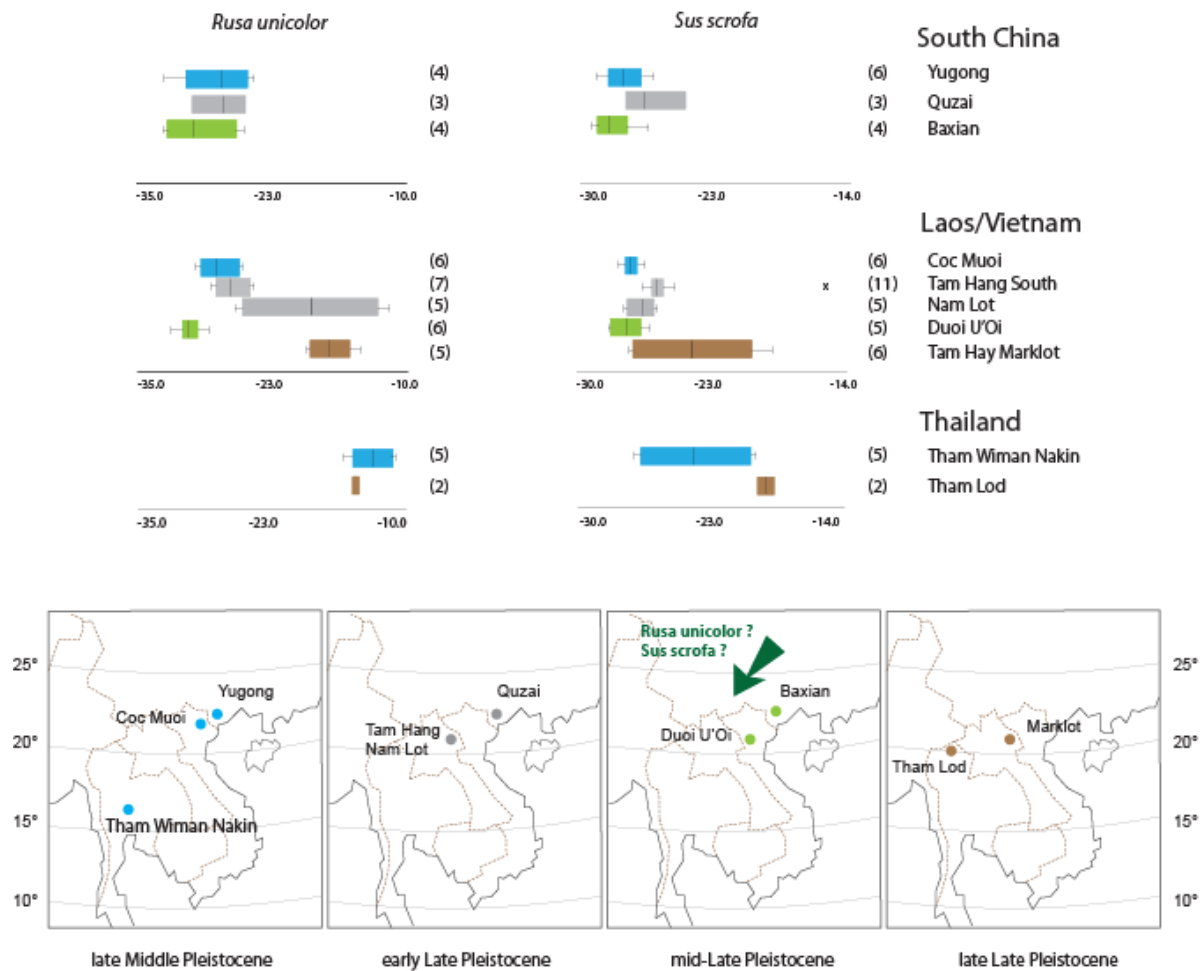 Rusa unicolor
Sus scrofa
South China
(4)
(6)
Yugong
(3)
(3)
Quzai
(4)
(4)
Baxian
-35.0
-23.0
-10.0
-30.0
-23.0
-14.0
Laos/Vietnam
(6)
(6)
Coc Muoi
(7)
x
(11)
Tam Hang South
(5)
(5)
Nam Lot
(6)
(5)
Duoi U'Oi
(5)
(6)
Tam Hay Marklot
-35.0
-23.0
-10.0
-30.0
-23.0
-14.0
Thailand
(5)
(5)
Tham Wiman Nakin
(2)
(2)
Tham Lod
-35.0
-23.0
-10.0
-30.0
-23.0
-14.0
25°
20°
15°
10°
Yugong
Coc Muoi
Tham Wiman Nakin
late Middle Pleistocene
Quzai
Tam Hang
Nam Lot
early Late Pleistocene
Rusa unicolor ?
Sus scrofa ?
Baxian
Duoi U'Oi
mid-Late Pleistocene
Marklot
Tham Lod
late Late Pleistocene
25°
20°
15°
10°